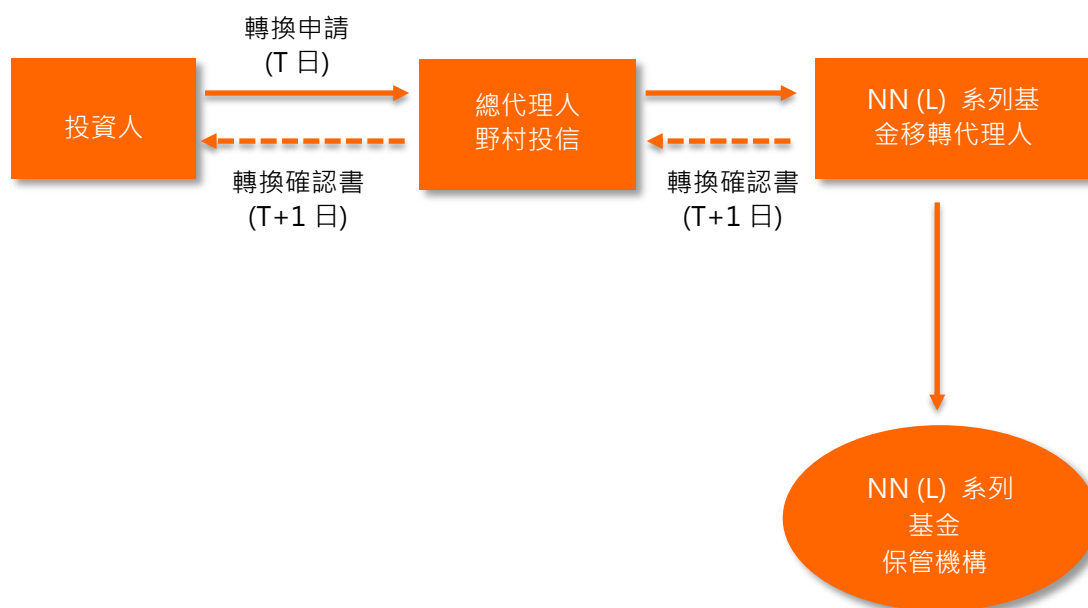 轉換申請
(T 日)
投資人
總代理人
野村投信
NN (L) 系列基
金移轉代理人
轉換確認書
(T+1 日)
轉換確認書
(T+1 日)
NN (L) 系列
基金
保管機構